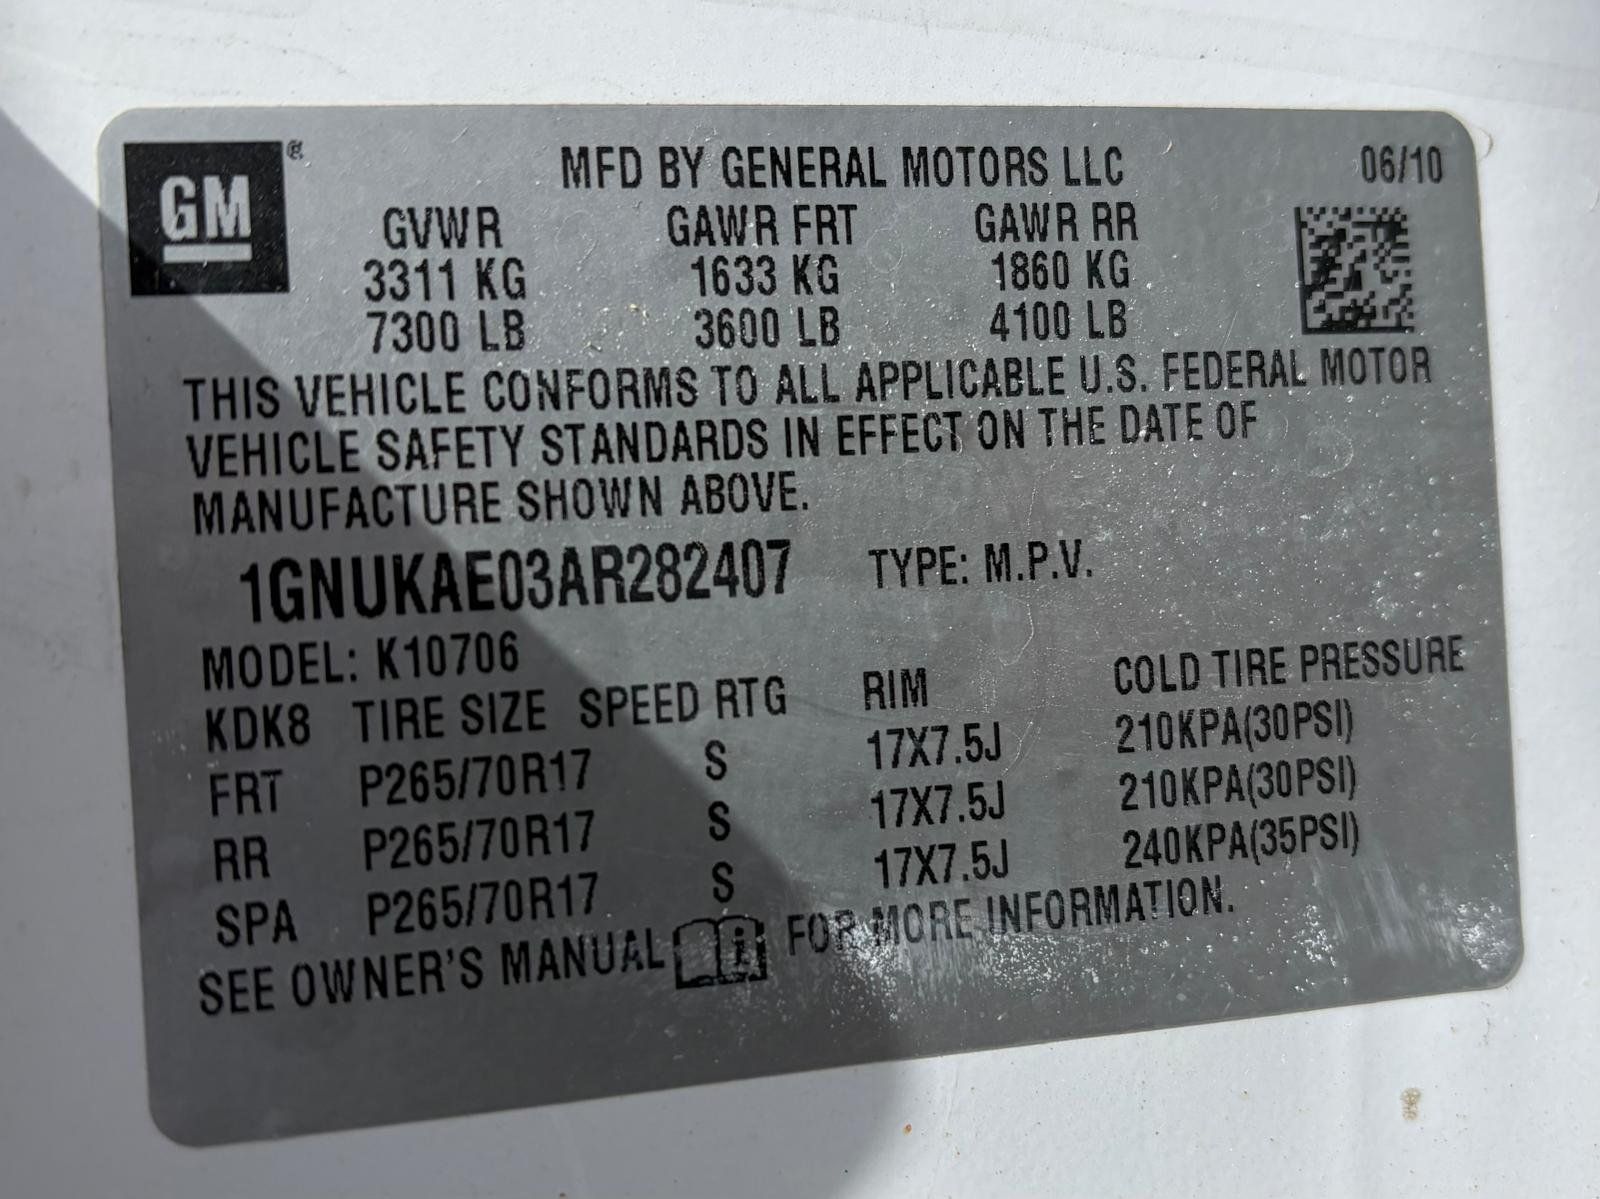 GM ® MFD BY GENERAL MOTORS LLC 06/10
GVWR GAWR FRT GAWR RR
3311 KG 1633 KG 1860 KG
7300 LB 3600 LB 4100 LB
THIS VEHICLE CONFORMS TO ALL APPLICABLE U.S. FEDERAL MOTOR
VEHICLE SAFETY STANDARDS IN EFFECT ON THE DATE OF
MANUFACTURE SHOWN ABOVE.
1GNUKAE03AR282407 TYPE: M.P.V.
MODEL: K10706
KDK8 TIRE SIZE SPEED RTG RIM COLD TIRE PRESSURE
FRT P265/70R17 S 17X7.5J 210KPA(30PSI)
RR P265/70R17 S 17X7.5J 210KPA(30PSI)
SPA P265/70R17 S 17X7.5J 240KPA(35PSI)
SEE OWNER'S MANUAL i FOR MORE INFORMATION.